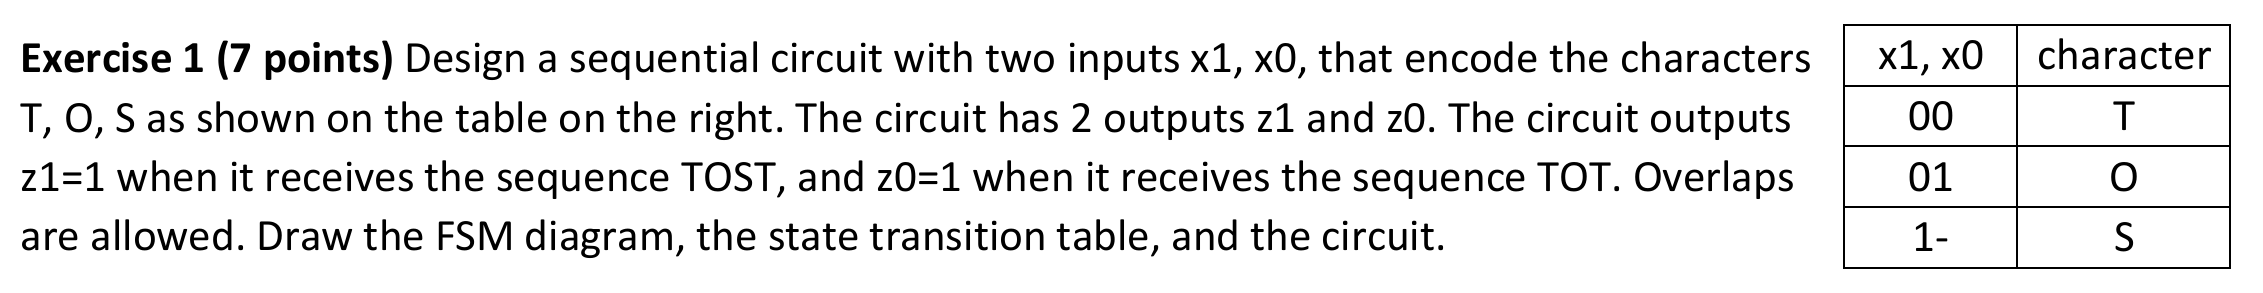 Exercise 1 (7 points) Design a sequential circuit with two inputs x1, x0, that encode the characters
T, O, S as shown on the table on the right. The circuit has 2 outputs z1 and z0. The circuit outputs
z1=1 when it receives the sequence TOST, and z0=1 when it receives the sequence TOT. Overlaps
are allowed. Draw the FSM diagram, the state transition table, and the circuit.
x1, x0 character
00 T
01 O
1- S